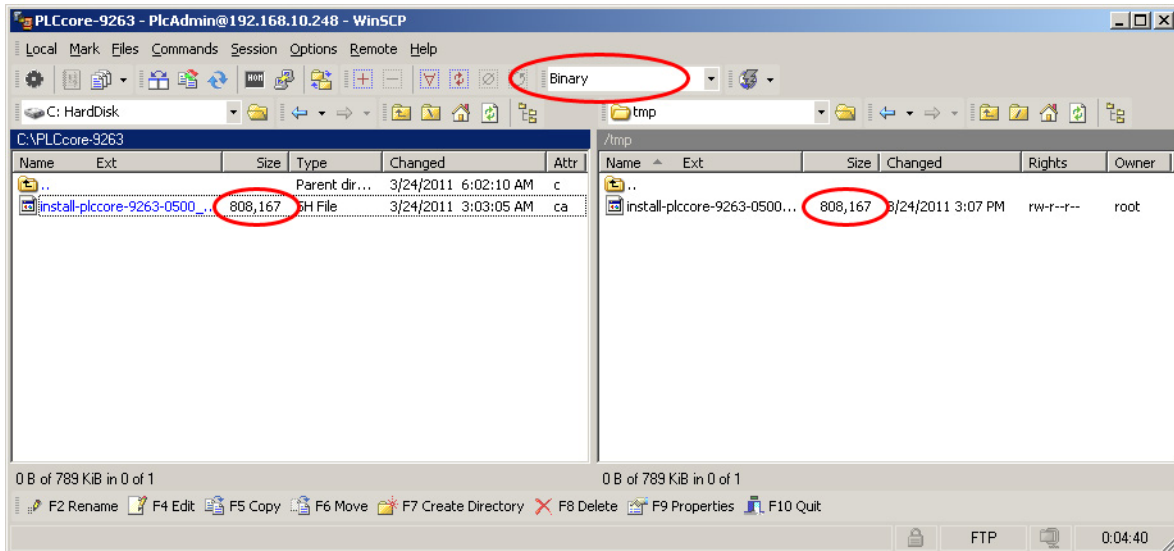 PLCcore-9263 - PlcAdmin@192.168.10.248 - WinSCP
Local Mark Files Commands Session Options Remote Help
Binary
C: HardDisk
tmp
C:\PLCcore-9263
/tmp
Name Ext Size Type Changed Attr
Name Ext Size Changed Rights Owner
.. Parent dir... 3/24/2011 6:02:10 AM c
..
install-plccore-9263-0500_... 808,167 SH File 3/24/2011 3:03:05 AM ca
install-plccore-9263-0500... 808,167 3/24/2011 3:07 PM rw-r--r-- root
0 B of 789 KiB in 0 of 1
0 B of 789 KiB in 0 of 1
F2 Rename F4 Edit F5 Copy F6 Move F7 Create Directory F8 Delete F9 Properties F10 Quit
FTP 0:04:40